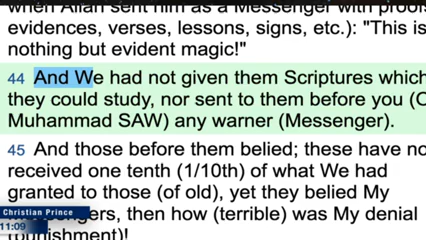 when Allah sent him as a Messenger with proofs
evidences, verses, lessons, signs, etc.): "This is
nothing but evident magic!"
44 And We had not given them Scriptures which
they could study, nor sent to them before you (O
Muhammad SAW) any warner (Messenger).
45 And those before them belied; these have no
received one tenth (1/10th) of what We had
granted to those (of old), yet they belied My
ngers, then how (terrible) was My denial
(punishment)!
Christian Prince
11:09